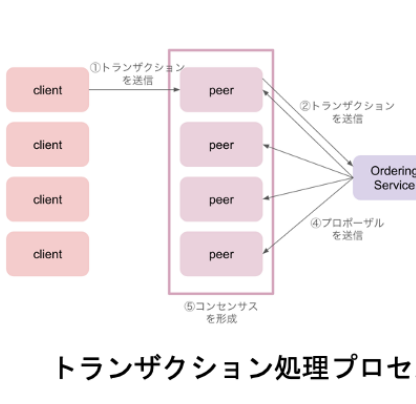 ①トランザクション
を送信
client
peer
②トランザクション
を送信
client
peer
Ordering
Service
client
peer
④プロポーザル
を送信
client
peer
⑤コンセンサス
を形成
トランザクション処理プロセ